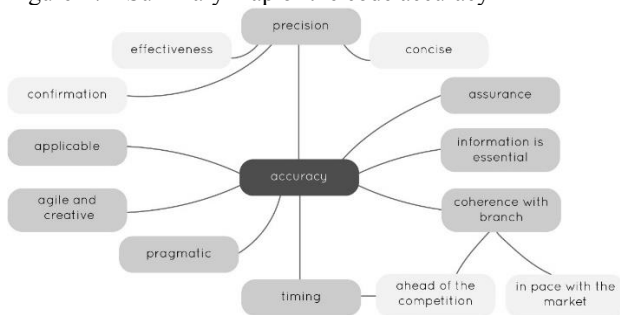 Figure Summary map of the code accuracy
precision
effectiveness
concise
confirmation
assurance
applicable
information is
essential
accuracy
agile and
creative
coherence with
branch
pragmatic
timing
ahead of the
competition
in pace with the
market